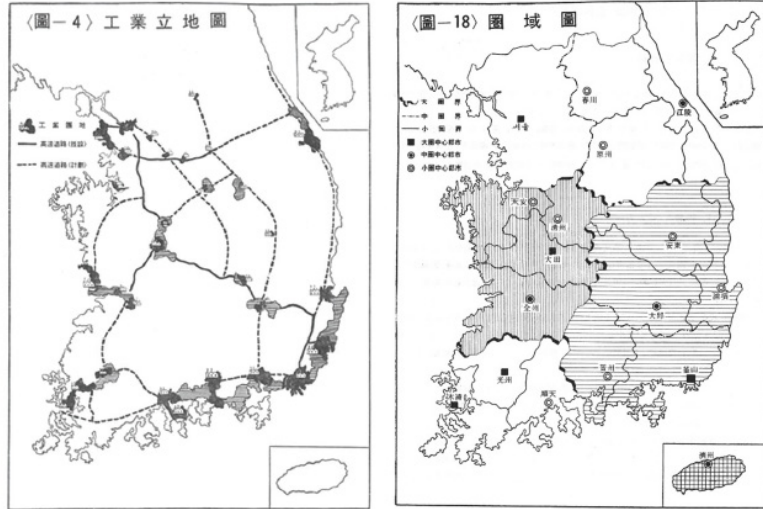 〈圖―4〉工業立地圖
工業團地
高速道路(旣設)
高速道路(計劃)
〈圖―18〉圈域圖
大圈界
中圈界
小圈界
大圈中心都市
中圈中心都市
小圈中心都市
春川
江陵
서울
原州
天安
淸州
安東
大田
浦項
全州
大邱
晋州
釜山
光州
順天
木浦
濟州